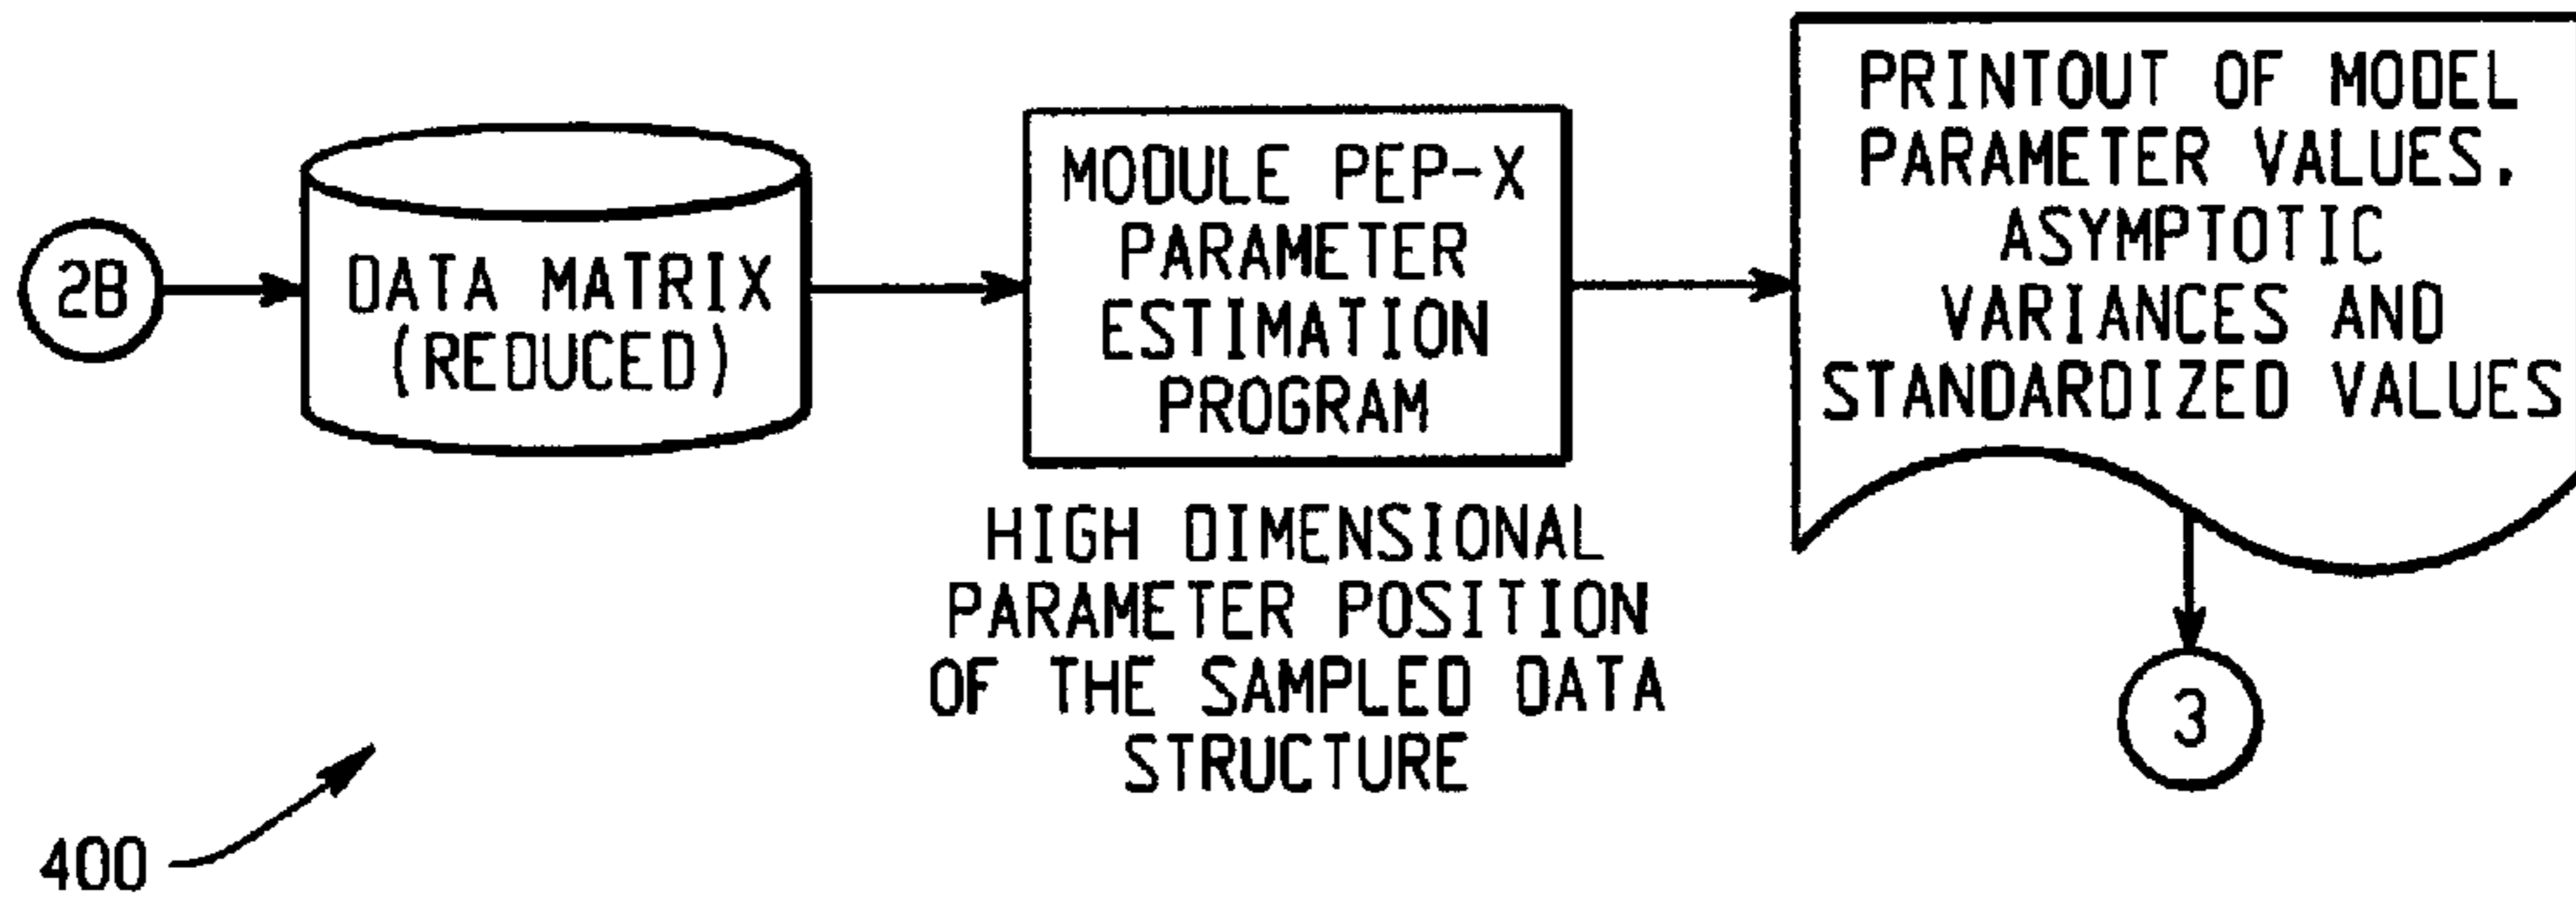 2B
DATA MATRIX
(REDUCED)
MODULE PEP-X
PARAMETER
ESTIMATION
PROGRAM
HIGH DIMENSIONAL
PARAMETER POSITION
OF THE SAMPLED DATA
STRUCTURE
PRINTOUT OF MODEL
PARAMETER VALUES,
ASYMPTOTIC
VARIANCES AND
STANDARDIZED VALUES
3
400